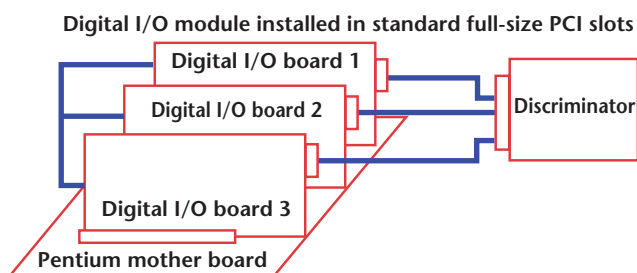 Digital I/O module installed in standard full-size PCI slots
Digital I/O board 1
Digital I/O board 2
Discriminator
Digital I/O board 3
Pentium mother board